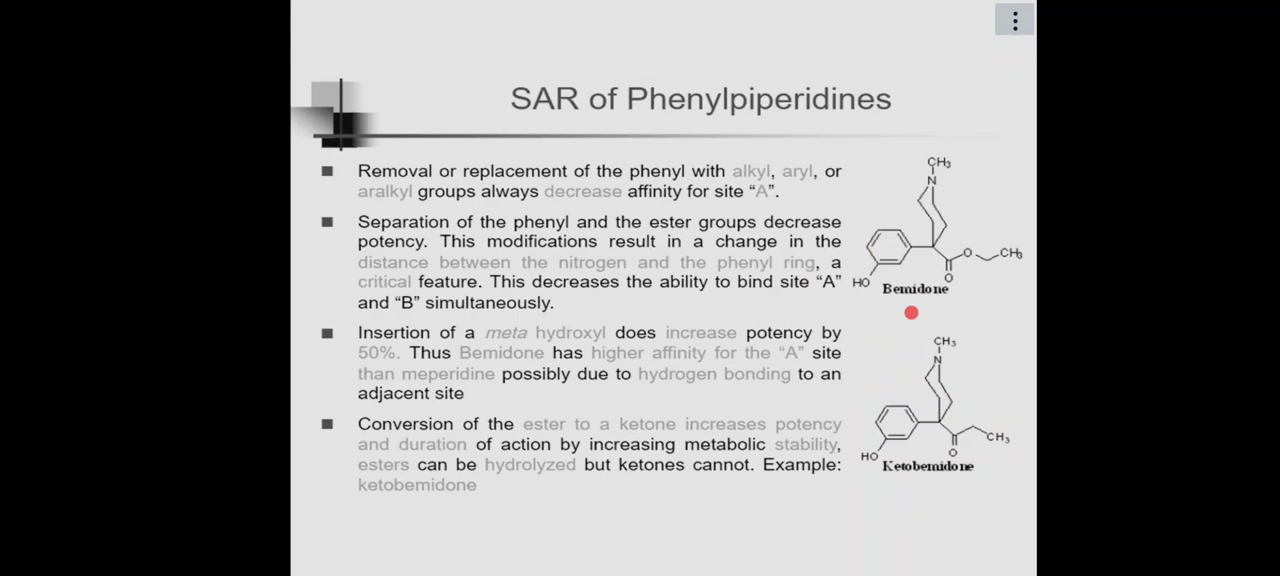 SAR of Phenylpiperidines
Removal or replacement of the phenyl with alkyl, aryl, or
aralkyl groups always decrease affinity for site “A”.
Separation of the phenyl and the ester groups decrease
potency. This modifications result in a change in the
distance between the nitrogen and the phenyl ring, a
critical feature. This decreases the ability to bind site “A”
and “B” simultaneously.
Insertion of a meta hydroxyl does increase potency by
50%. Thus Bemidone has higher affinity for the “A” site
than meperidine possibly due to hydrogen bonding to an
adjacent site
Conversion of the ester to a ketone increases potency
and duration of action by increasing metabolic stability,
esters can be hydrolyzed but ketones cannot. Example:
ketobemidone
CH3
N
O
CH3
HO
O
Bemidone
CH3
N
CH3
HO
O
Ketobemidone